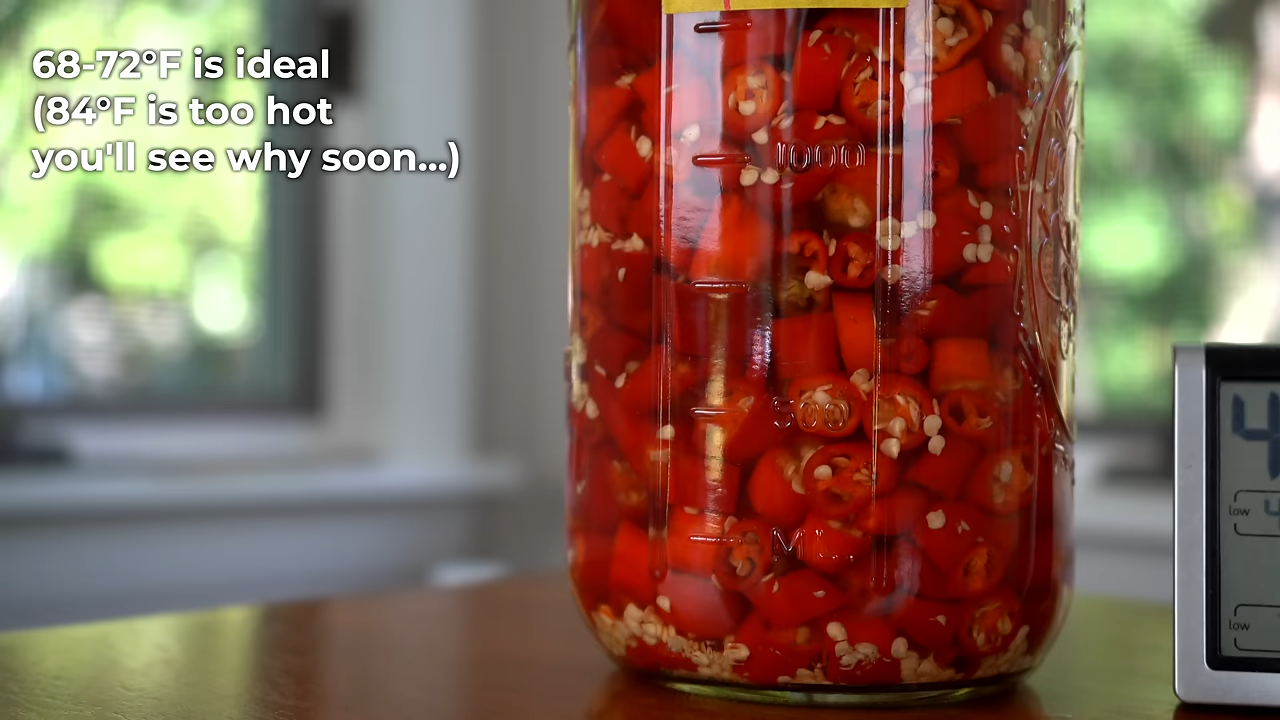 68-72°F is ideal
(84°F is too hot
you'll see why soon...)
1000
500
ML
low
low